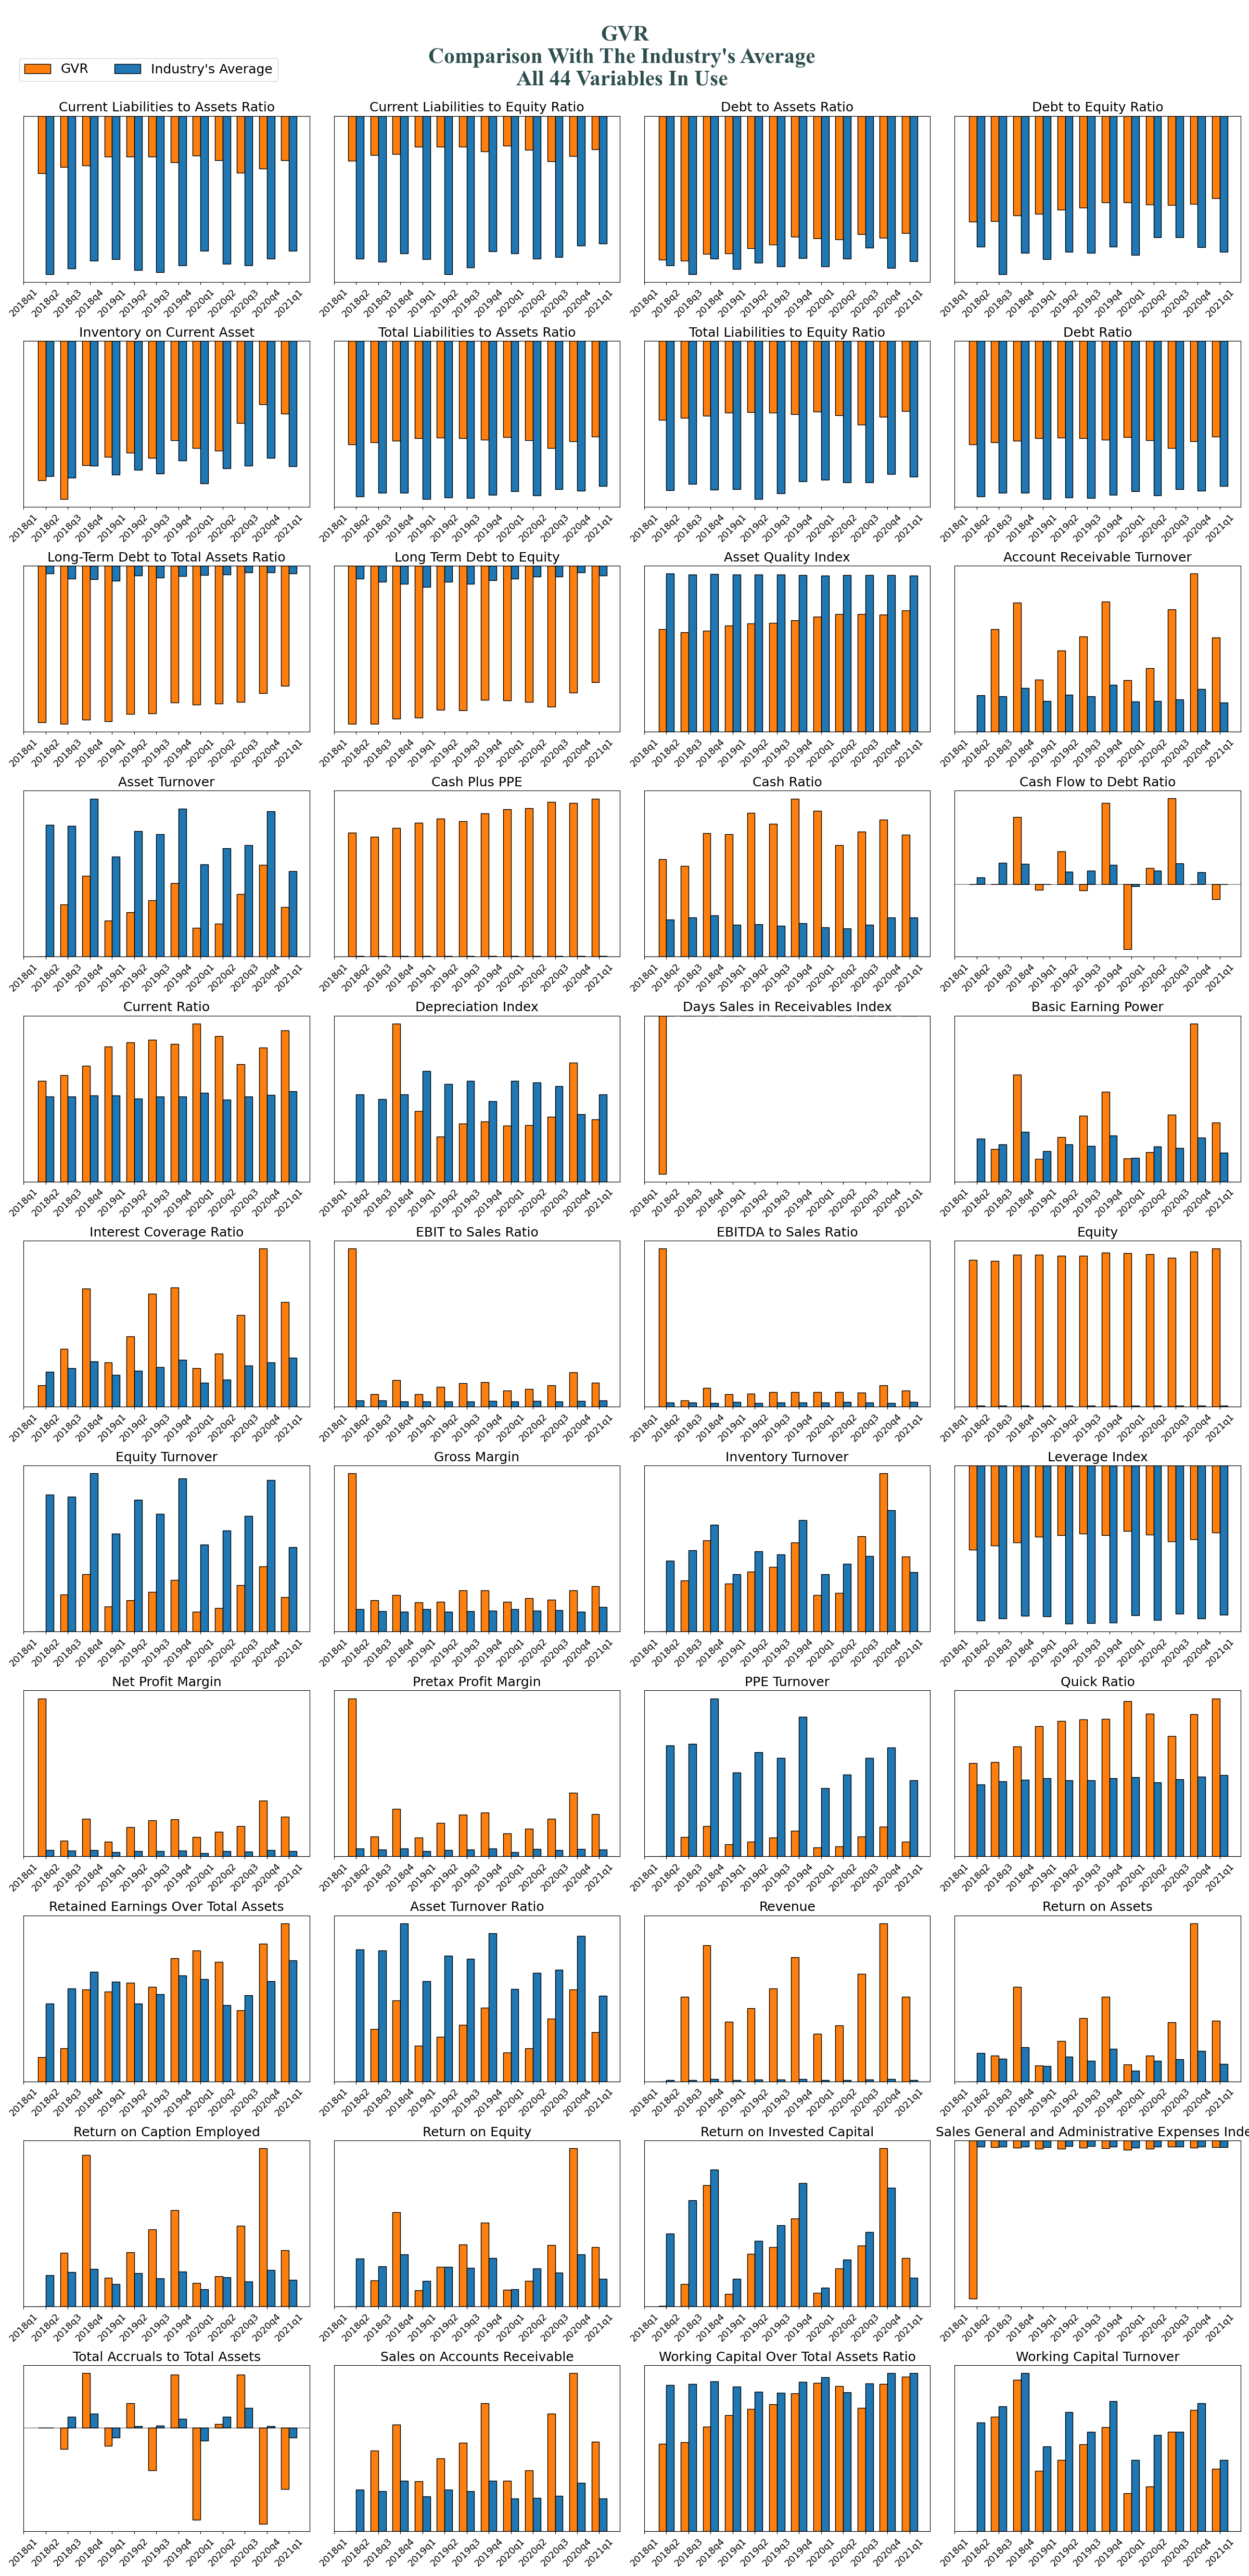 GVR
Comparison With The Industry's Average
All 44 Variables In Use
GVR Industry's Average
Current Liabilities to Assets Ratio
Current Liabilities to Equity Ratio
Debt to Assets Ratio
Debt to Equity Ratio
2018q1 2018q2 2018q3 2018q4 2019q1 2019q2 2019q3 2019q4 2020q1 2020q2 2020q3 2020q4 2021q1
Inventory on Current Asset
Total Liabilities to Assets Ratio
Total Liabilities to Equity Ratio
Debt Ratio
Long-Term Debt to Total Assets Ratio
Long Term Debt to Equity
Asset Quality Index
Account Receivable Turnover
Asset Turnover
Cash Plus PPE
Cash Ratio
Cash Flow to Debt Ratio
Current Ratio
Depreciation Index
Days Sales in Receivables Index
Basic Earning Power
Interest Coverage Ratio
EBIT to Sales Ratio
EBITDA to Sales Ratio
Equity
Equity Turnover
Gross Margin
Inventory Turnover
Leverage Index
Net Profit Margin
Pretax Profit Margin
PPE Turnover
Quick Ratio
Retained Earnings Over Total Assets
Asset Turnover Ratio
Revenue
Return on Assets
Return on Caption Employed
Return on Equity
Return on Invested Capital
Sales General and Administrative Expenses Inde
Total Accruals to Total Assets
Sales on Accounts Receivable
Working Capital Over Total Assets Ratio
Working Capital Turnover